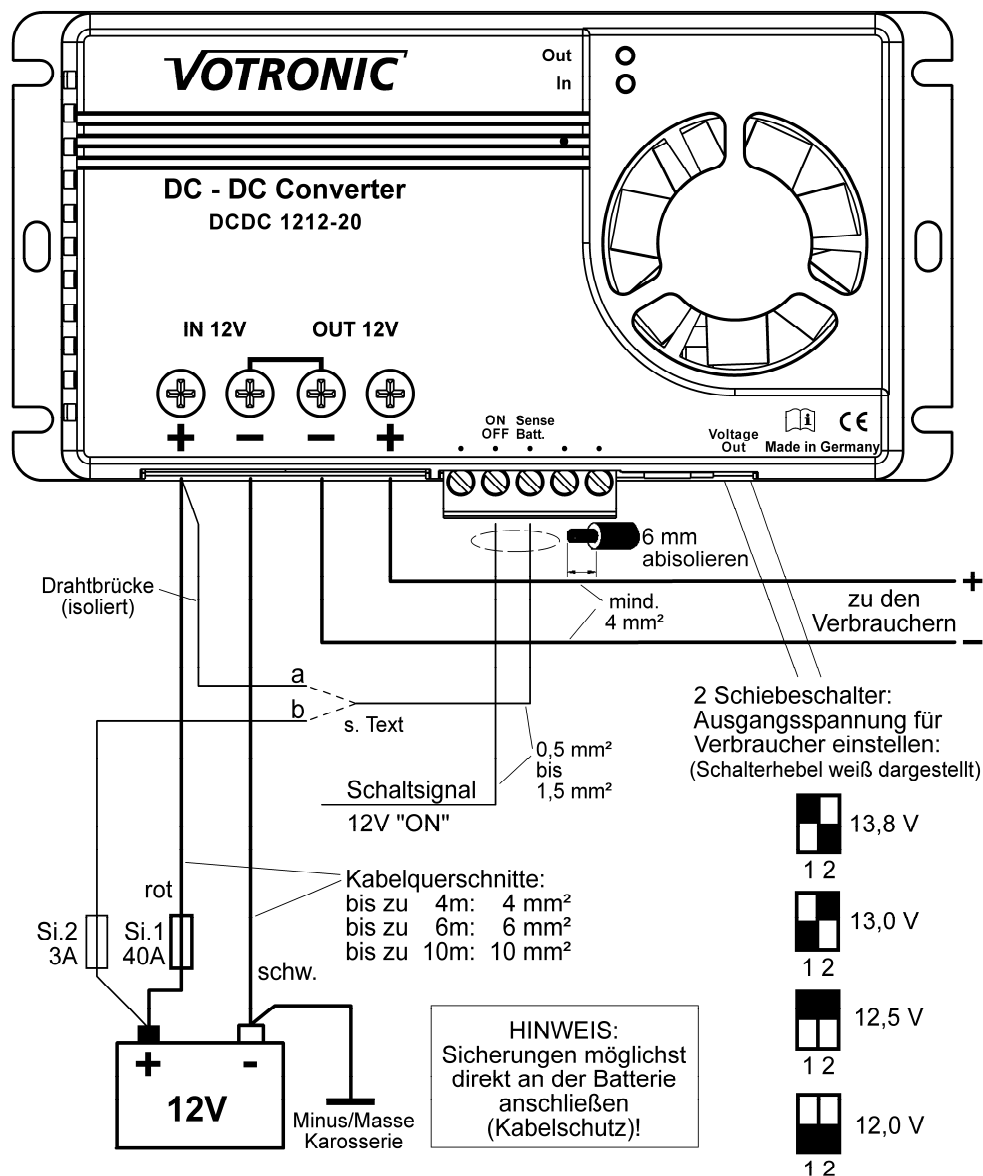 VOTRONIC
Out
In
DC - DC Converter
DCDC 1212-20
IN 12V OUT 12V
+ − − +
ON Sense
OFF Batt.
Voltage
Out
i CE
Made in Germany
6 mm
abisolieren
Drahtbrücke
(isoliert)
mind.
4 mm²
+
zu den
Verbrauchern
−
a
b
s. Text
0,5 mm²
bis
1,5 mm²
Schaltsignal
12V "ON"
2 Schiebeschalter:
Ausgangsspannung für
Verbraucher einstellen:
(Schalterhebel weiß dargestellt)
13,8 V
1 2
13,0 V
1 2
12,5 V
1 2
12,0 V
1 2
rot
Kabelquerschnitte:
bis zu 4m: 4 mm²
bis zu 6m: 6 mm²
bis zu 10m: 10 mm²
Si.2
3A
Si.1
40A
schw.
+ -
12V
Minus/Masse
Karosserie
HINWEIS:
Sicherungen möglichst
direkt an der Batterie
anschließen
(Kabelschutz)!